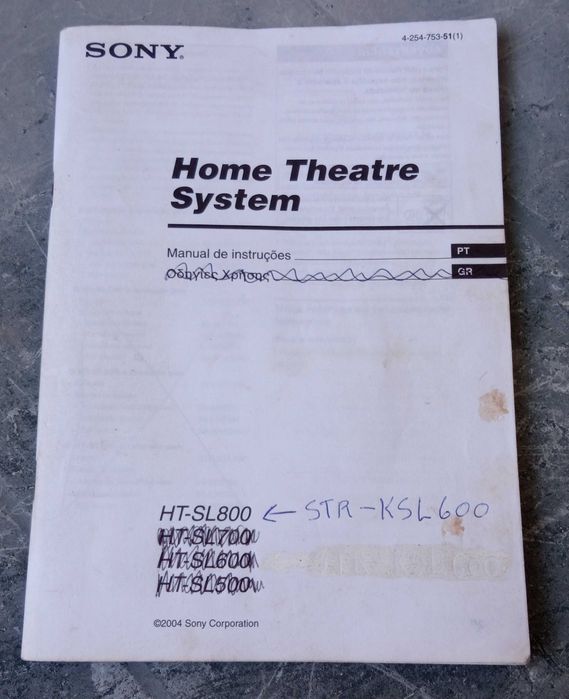 4-254-753-51(1)
SONY®
Home Theatre
System
Manual de instruções PT
Οδηγίες Χρήσης GR
HT-SL800 ← STR-KSL600
HT-SL700
HT-SL600
HT-SL500
©2004 Sony Corporation